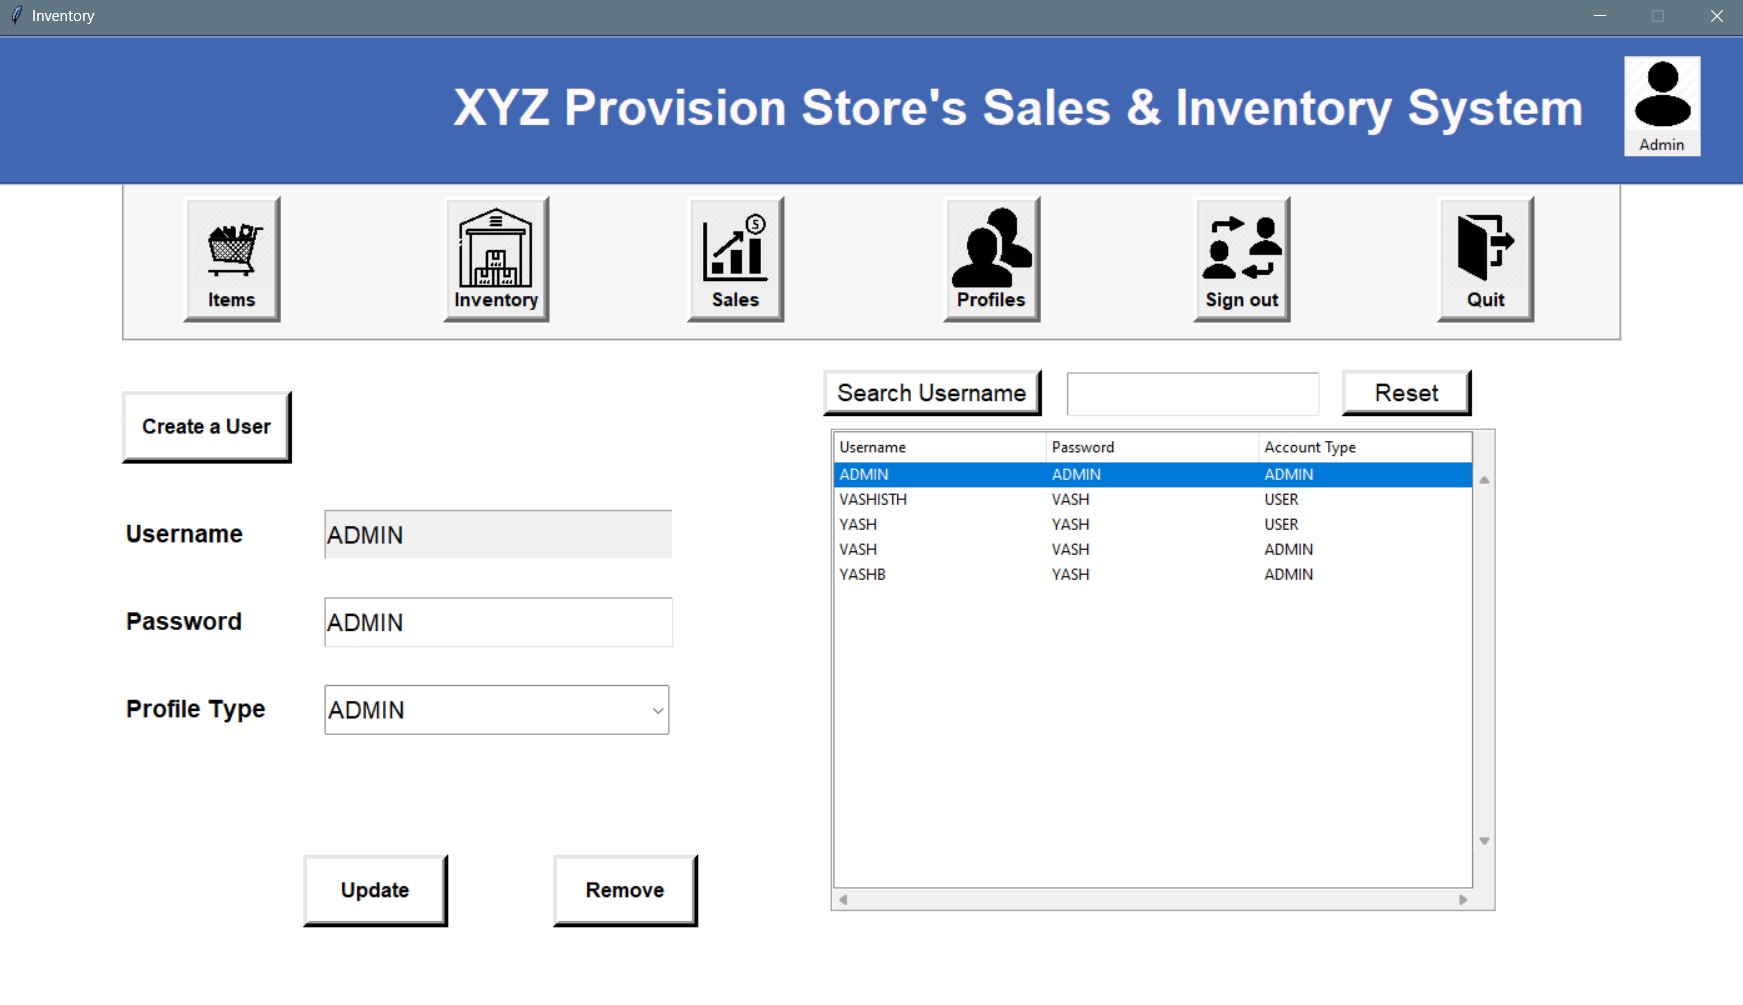 Inventory
XYZ Provision Store's Sales & Inventory System
Admin
Items
Inventory
Sales
Profiles
Sign out
Quit
Create a User
Username
ADMIN
Password
ADMIN
Profile Type
ADMIN
Update
Remove
Search Username
Reset
Username Password Account Type
ADMIN ADMIN ADMIN
VASHISTH VASH USER
YASH YASH USER
VASH VASH ADMIN
YASHB YASH ADMIN